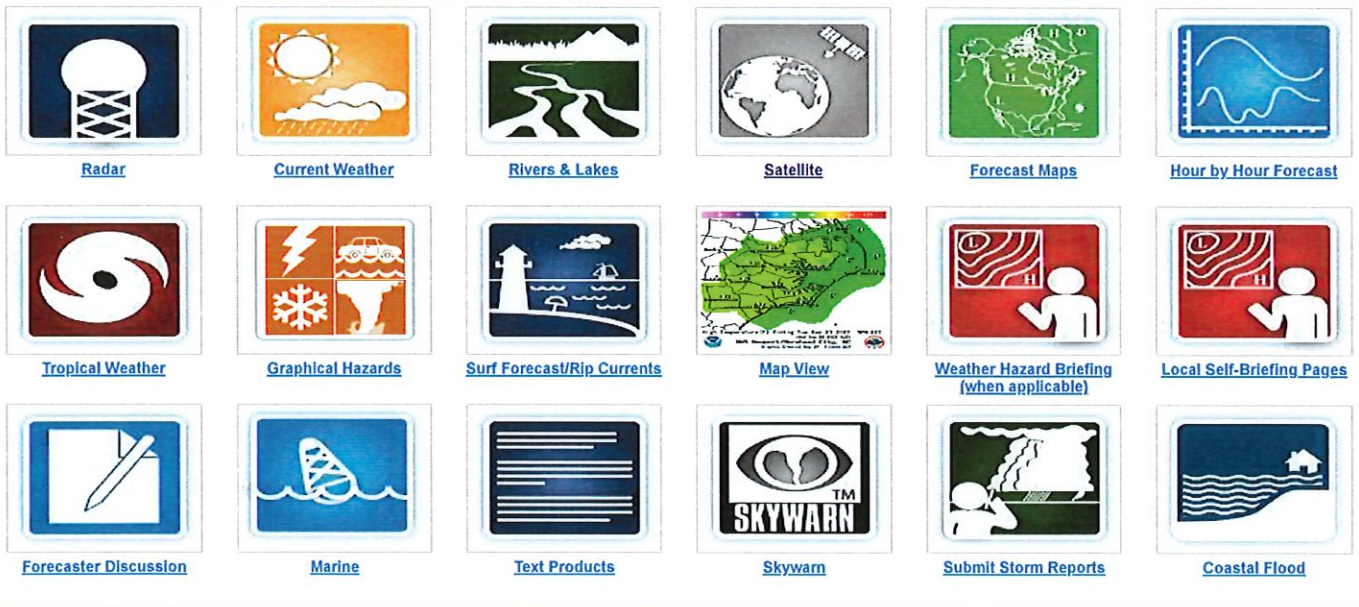 Radar
Current Weather
Rivers & Lakes
Satellite
Forecast Maps
Hour by Hour Forecast
Tropical Weather
Graphical Hazards
Surf Forecast/Rip Currents
Map View
Weather Hazard Briefing
(when applicable)
Local Self-Briefing Pages
L
H
L
H
TM
SKYWARN
Forecaster Discussion
Marine
Text Products
Skywarn
Submit Storm Reports
Coastal Flood